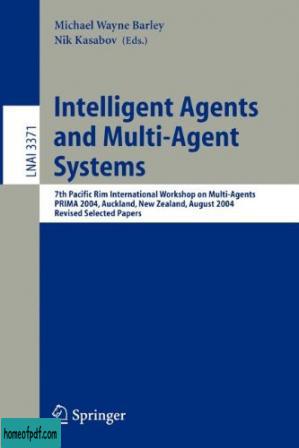 Michael Wayne Barley
Nik Kasabov (Eds.)
LNAI 3371
Intelligent Agents
and Multi-Agent
Systems
7th Pacific Rim International Workshop on Multi-Agents
PRIMA 2004, Auckland, New Zealand, August 2004
Revised Selected Papers
Springer
homeofpdf.com